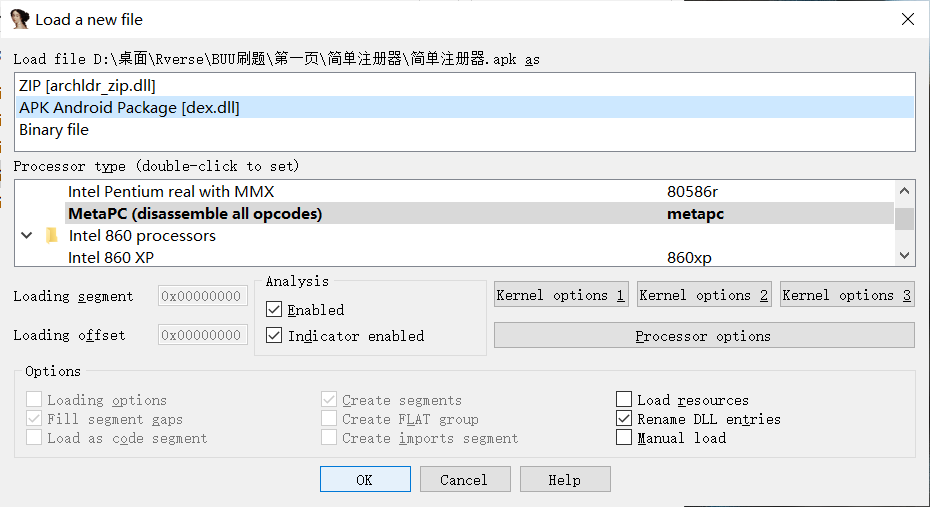 Load a new file
Load file D:\桌面\Rverse\BUU刷题\第一页\简单注册器\简单注册器.apk as
ZIP [archldr_zip.dll]
APK Android Package [dex.dll]
Binary file
Processor type (double-click to set)
Intel Pentium real with MMX 80586r
MetaPC (disassemble all opcodes) metapc
Intel 860 processors
Intel 860 XP 860xp
Loading segment 0x00000000
Loading offset 0x00000000
Analysis
Enabled
Indicator enabled
Kernel options 1 Kernel options 2 Kernel options 3
Processor options
Options
Loading options Create segments Load resources
Fill segment gaps Create FLAT group Rename DLL entries
Load as code segment Create imports segment Manual load
OK Cancel Help